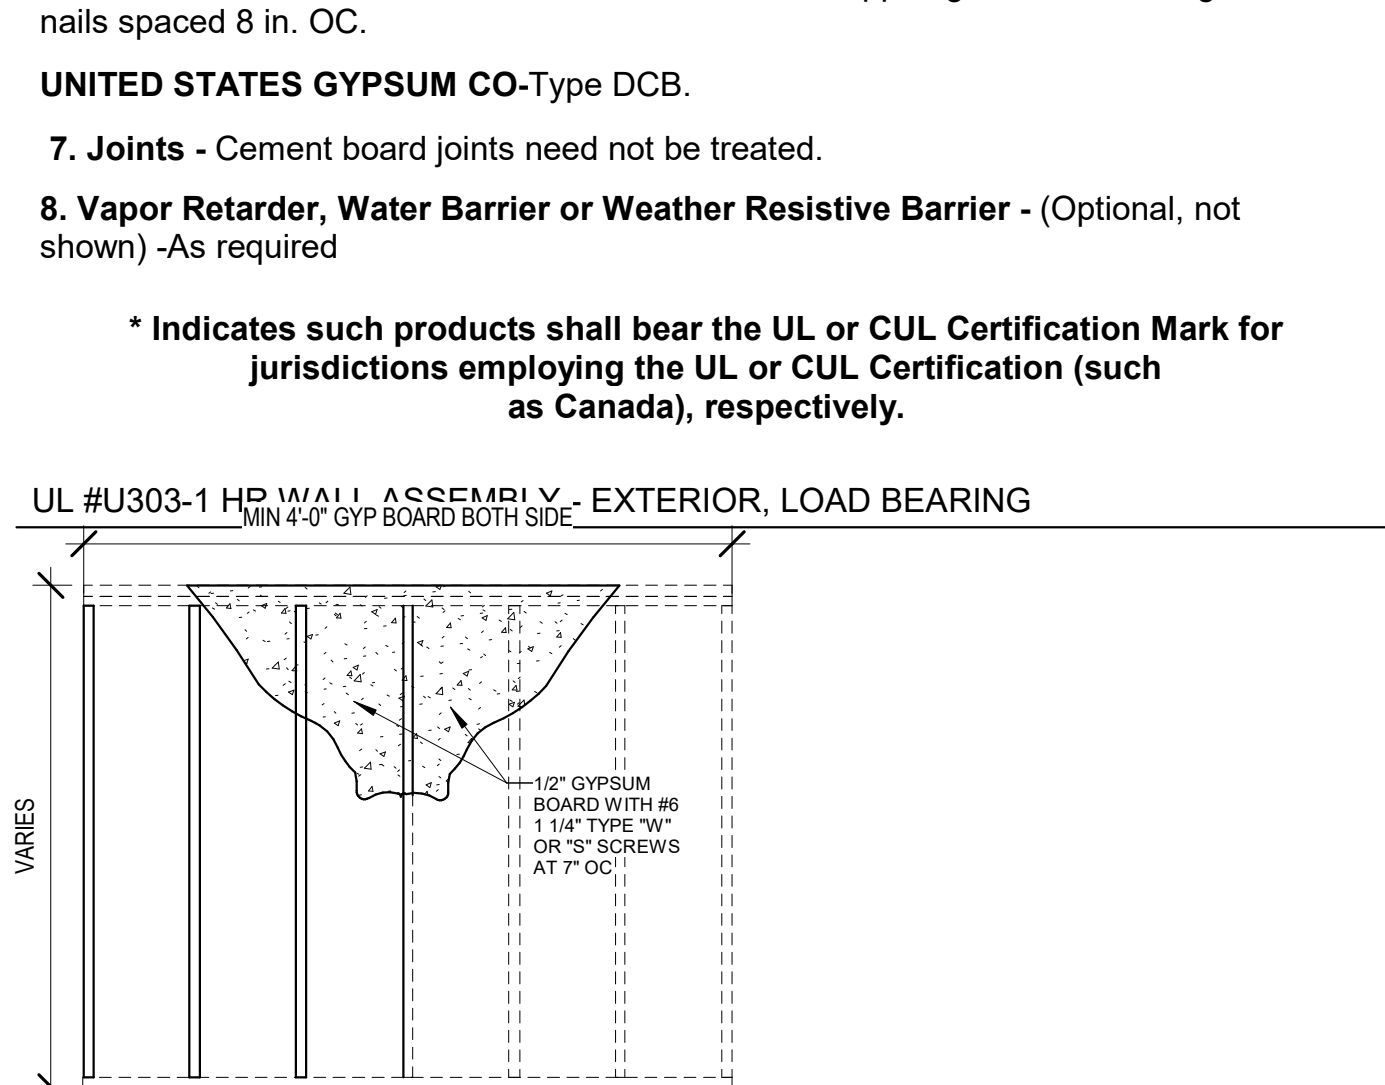 nails spaced 8 in. OC.
UNITED STATES GYPSUM CO-Type DCB.
7. Joints - Cement board joints need not be treated.
8. Vapor Retarder, Water Barrier or Weather Resistive Barrier - (Optional, not
shown) -As required
* Indicates such products shall bear the UL or CUL Certification Mark for
jurisdictions employing the UL or CUL Certification (such
as Canada), respectively.
UL #U303-1 HR WALL ASSEMBLY - EXTERIOR, LOAD BEARING
MIN 4'-0" GYP BOARD BOTH SIDE
1/2" GYPSUM
BOARD WITH #6
1 1/4" TYPE "W"
OR "S" SCREWS
AT 7" OC
VARIES